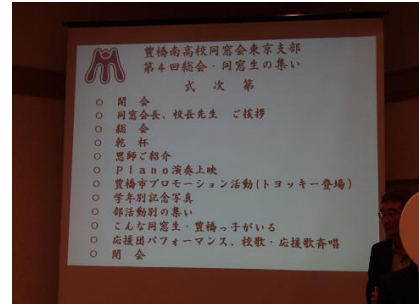 豊橋南高校同窓会東京支部
第4回総会・同窓生の集い
式次第
○ 開会
○ 同窓会長、校長先生 ご挨拶
○ 総会
○ 乾杯
○ 恩師ご紹介
○ Piano演奏上映
○ 豊橋市プロモーション活動(トヨッキー登場)
○ 学年別記念写真
○ 部活動別の集い
○ こんな同窓生・豊橋っ子がいる
○ 応援団パフォーマンス、校歌・応援歌斉唱
○ 閉会